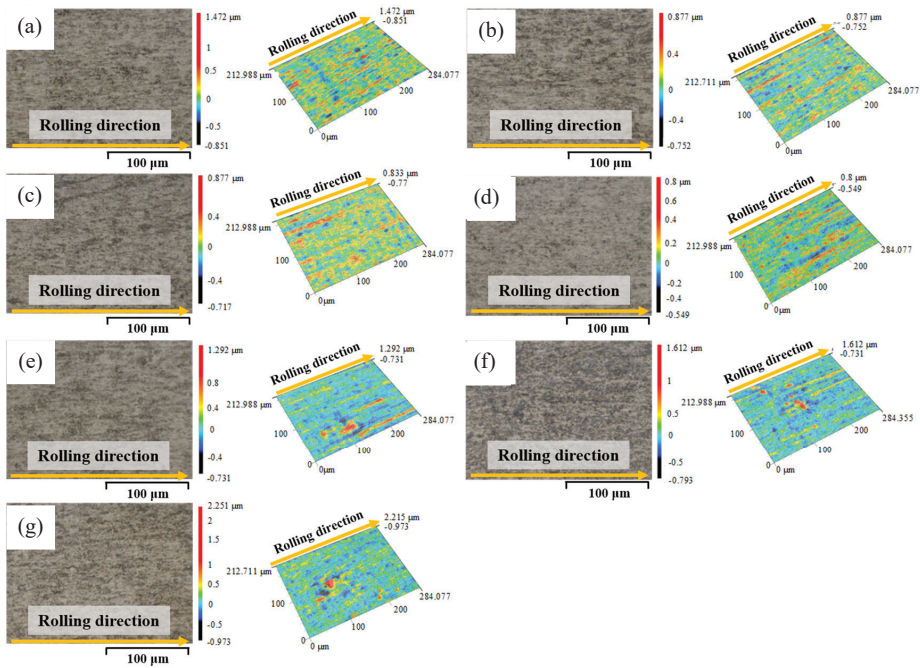 (a)
1.472 μm
1
0.5
0
-0.5
-0.851
Rolling direction
100 μm
Rolling direction
1.472
-0.851
212.988 μm
284.077
100
200
100
0
0μm
(b)
0.877 μm
0.4
0
-0.4
-0.752
Rolling direction
100 μm
Rolling direction
0.877
-0.752
212.711 μm
284.077
100
200
100
0
0μm
(c)
0.877 μm
0.4
0
-0.4
-0.717
Rolling direction
100 μm
Rolling direction
0.833 μm
-0.77
212.988 μm
284.077
100
200
100
0
0 μm
(d)
0.8 μm
0.6
0.4
0.2
0
-0.2
-0.4
-0.549
Rolling direction
100 μm
Rolling direction
0.8 μm
-0.549
212.988 μm
284.077
100
200
100
0
0 μm
(e)
1.292 μm
0.8
0.4
0
-0.4
-0.731
Rolling direction
100 μm
Rolling direction
1.292 μm
-0.731
212.988 μm
284.077
100
200
100
0
0 μm
(f)
1.612 μm
1
0.5
0
-0.5
-0.793
Rolling direction
100 μm
Rolling direction
1.612 μm
-0.731
212.988 μm
284.355
100
200
100
0
0 μm
(g)
2.251 μm
2
1.5
1
0.5
0
-0.5
-0.973
Rolling direction
100 μm
Rolling direction
2.215 μm
-0.973
212.711 μm
284.077
100
200
100
0
0 μm